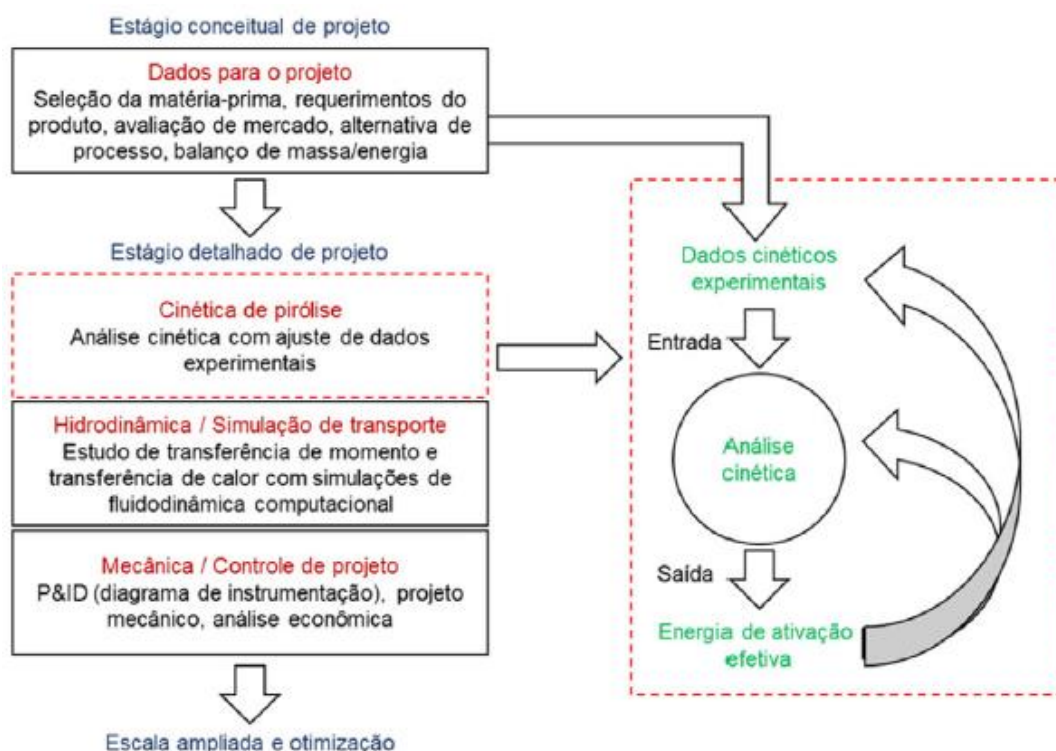 Estágio conceitual de projeto
Dados para o projeto
Seleção da matéria-prima, requerimentos do
produto, avaliação de mercado, alternativa de
processo, balanço de massa/energia
Estágio detalhado de projeto
Cinética de pirólise
Análise cinética com ajuste de dados
experimentais
Hidrodinâmica / Simulação de transporte
Estudo de transferência de momento e
transferência de calor com simulações de
fluidodinâmica computacional
Mecânica / Controle de projeto
P&ID (diagrama de instrumentação), projeto
mecânico, análise econômica
Escala ampliada e otimização
Dados cinéticos
experimentais
Entrada
Análise
cinética
Saída
Energia de ativação
efetiva